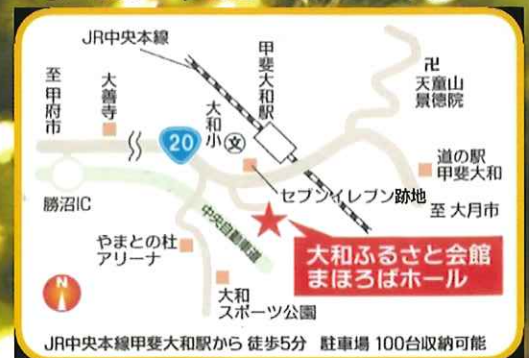 JR中央本線
甲斐大和駅
至 甲府市
大善寺
20
大和小
文
卍
天童山
景徳院
道の駅
甲斐大和
セブンイレブン跡地
至 大月市
勝沼IC
中央自動車道
やまとの杜
アリーナ
大和ふるさと会館
まほろばホール
N
大和
スポーツ公園
JR中央本線甲斐大和駅から 徒歩5分 駐車場 100台収納可能